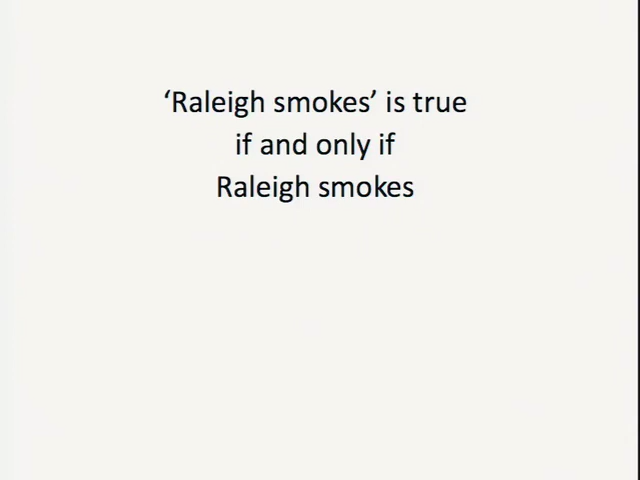 ‘Raleigh smokes’ is true
if and only if
Raleigh smokes